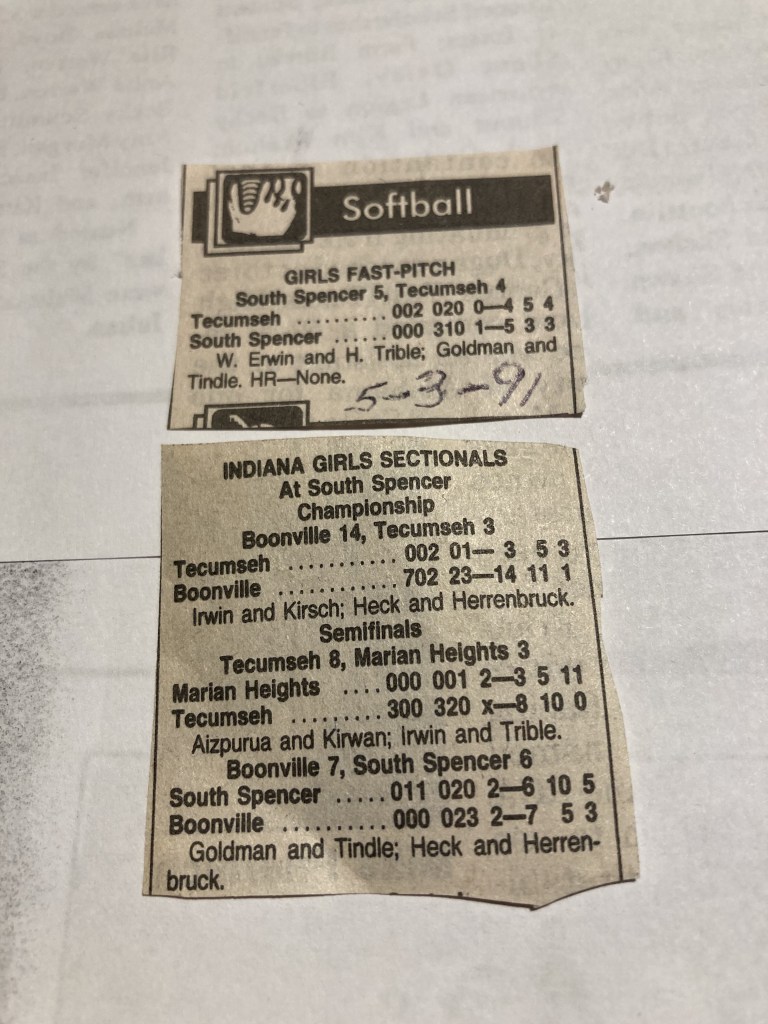 Softball
GIRLS FAST-PITCH
South Spencer 5, Tecumseh 4
Tecumseh .......... 002 020 0—4 5 4
South Spencer ...... 000 310 1—5 3 3
W. Erwin and H. Trible; Goldman and
Tindle. HR—None.
5-3-91
INDIANA GIRLS SECTIONALS
At South Spencer
Championship
Boonville 14, Tecumseh 3
Tecumseh ........... 002 01— 3 5 3
Boonville ............ 702 23—14 11 1
Irwin and Kirsch; Heck and Herrenbruck.
Semifinals
Tecumseh 8, Marian Heights 3
Marian Heights ....000 001 2—3 5 11
Tecumseh .........300 320 x—8 10 0
Aizpurua and Kirwan; Irwin and Trible.
Boonville 7, South Spencer 6
South Spencer .....011 020 2—6 10 5
Boonville ..........000 023 2—7 5 3
Goldman and Tindle; Heck and Herren-
bruck.